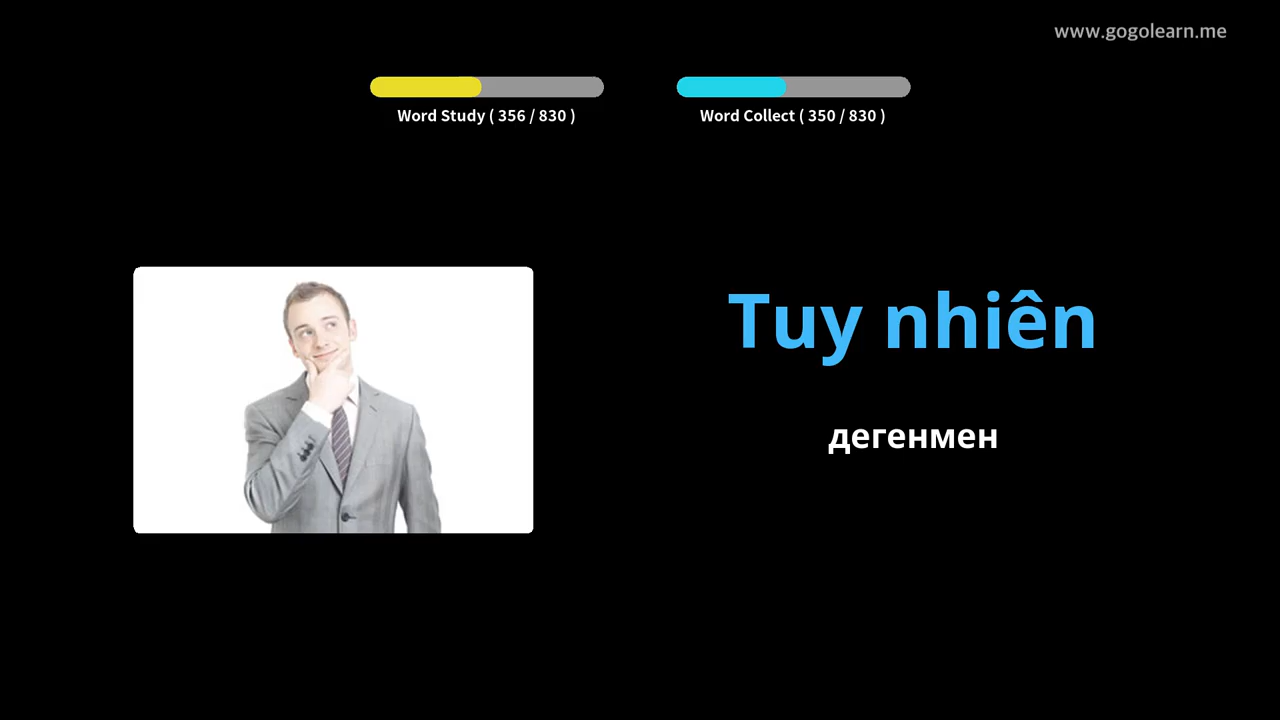 www.gogolearn.me
Word Study ( 356 / 830 )
Word Collect ( 350 / 830 )
Tuy nhiên
дегенмен